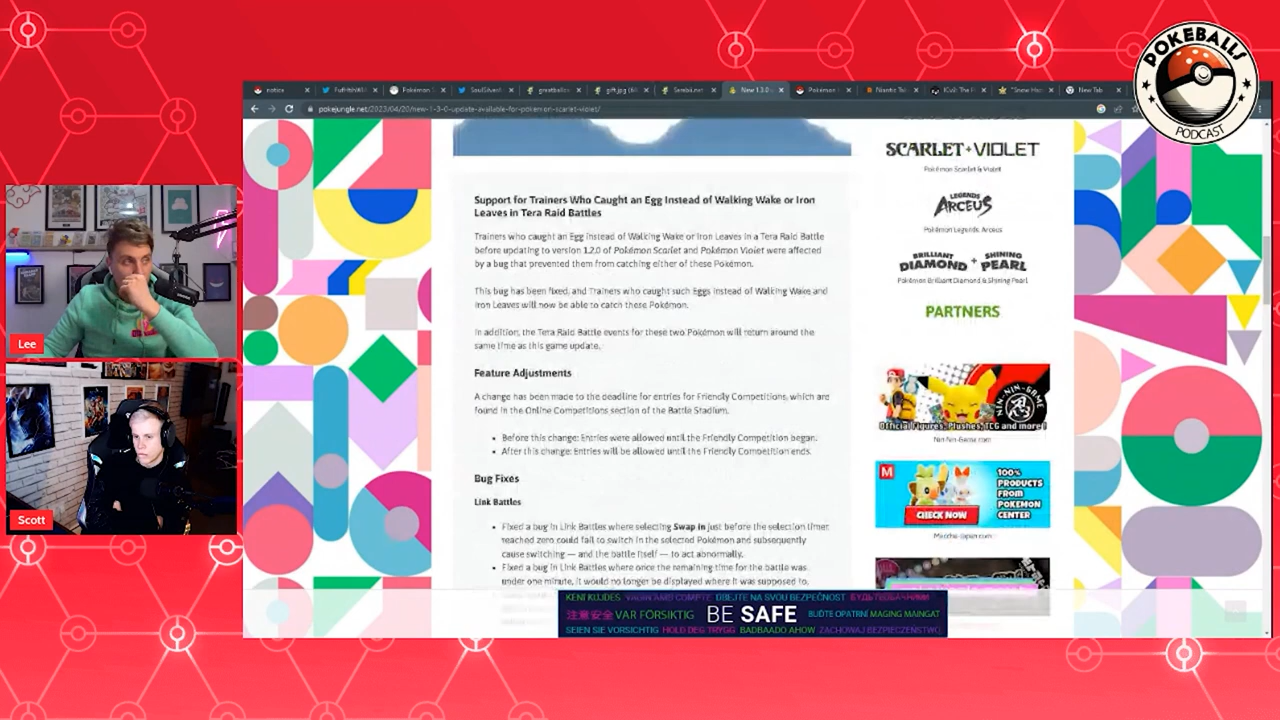 POKEBALLS
PODCAST
notice
pokejungle.net/2023/04/20/new-1-3-0-update-available-for-pokemon-scarlet-violet/
Support for Trainers Who Caught an Egg Instead of Walking Wake or Iron
Leaves in Tera Raid Battles
Trainers who caught an Egg instead of Walking Wake or Iron Leaves in a Tera Raid Battle
before updating to version 1.2.0 of Pokémon Scarlet and Pokémon Violet were affected
by a bug that prevented them from catching either of these Pokémon.
This bug has been fixed, and Trainers who caught such Eggs instead of Walking Wake and
Iron Leaves will now be able to catch these Pokémon.
In addition, the Tera Raid Battle events for these two Pokémon will return around the
same time as this game update.
Feature Adjustments
A change has been made to the deadline for entries for Friendly Competitions, which are
found in the Online Competitions section of the Battle Stadium.
Before this change: Entries were allowed until the Friendly Competition began.
After this change: Entries will be allowed until the Friendly Competition ends.
Bug Fixes
Link Battles
Fixed a bug in Link Battles where selecting Swap in just before the selection timer
reached zero could fail to switch in the selected Pokémon and subsequently
cause switching — and the battle itself — to act abnormally.
Fixed a bug in Link Battles where once the remaining time for the battle was
under one minute, it would no longer be displayed where it was supposed to,
SCARLET + VIOLET
Pokémon Scarlet & Violet
LEGENDS
ARCEUS
Pokémon Legends: Arceus
BRILLIANT DIAMOND + SHINING PEARL
Pokémon Brilliant Diamond & Shining Pearl
PARTNERS
NIN-NIN-GAME
Official Figures, Plushes, TCG and more!
Nin-Nin-Game.com
M
100%
PRODUCTS
FROM
POKEMON
CENTER
CHECK NOW
Meccha-Japan.com
Lee
Scott
KENI KUJDES DBEJTE NA SVOU BEZPEČNOST
注意安全 VAR FÖRSIKTIG BE SAFE BUĎTE OPATRNÍ MAGING MAINGAT
SEIEN SIE VORSICHTIG HOLD DEG TRYGG BADBAADO AHOW ZACHOWAJ BEZPIECZEŃSTWO